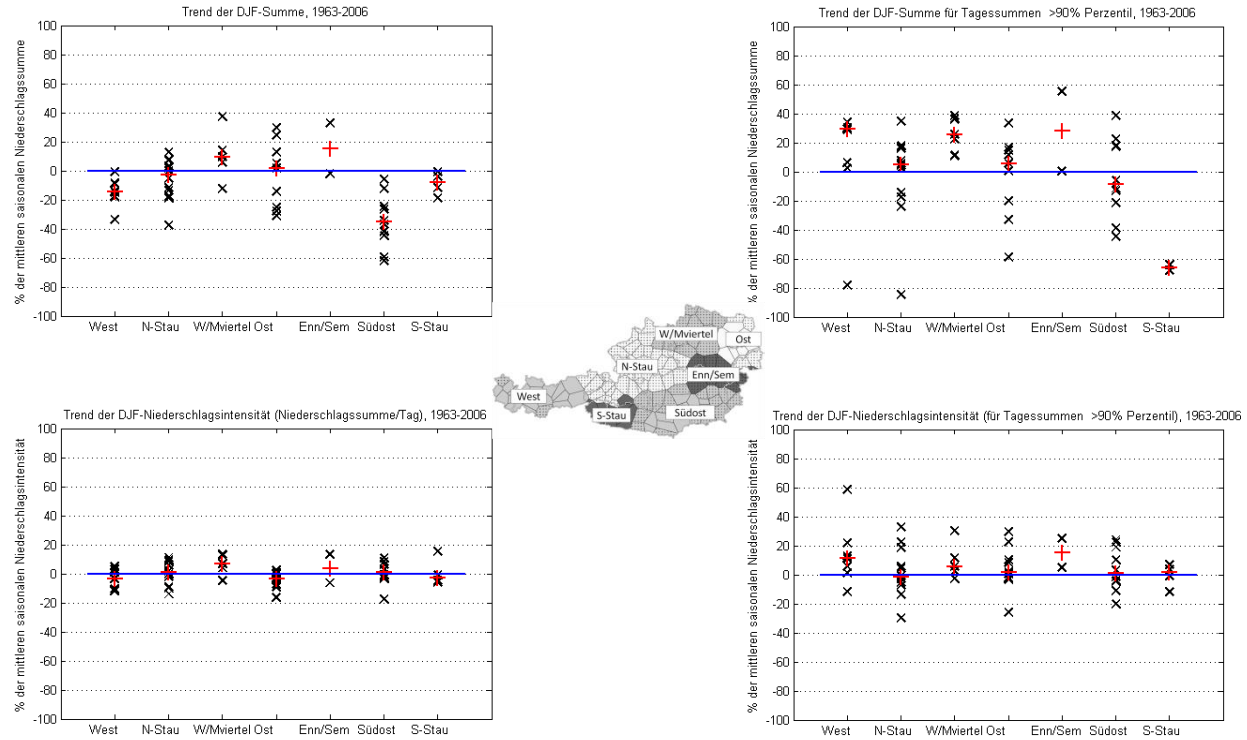 Trend der DJF-Summe, 1963-2006
% der mittleren saisonalen Niederschlagssumme
100
80
60
40
20
0
-20
-40
-60
-80
-100
West N-Stau W/Mviertel Ost Enn/Sem Südost S-Stau
Trend der DJF-Summe für Tagessummen >90% Perzentil, 1963-2006
% der mittleren saisonalen Niederschlagssumme
100
80
60
40
20
0
-20
-40
-60
-80
-100
West N-Stau W/Mviertel Ost Enn/Sem Südost S-Stau
W/Mviertel
Ost
N-Stau
Enn/Sem
West
S-Stau
Südost
Trend der DJF-Niederschlagsintensität (Niederschlagssumme/Tag), 1963-2006
% der mittleren saisonalen Niederschlagsintensität
100
80
60
40
20
0
-20
-40
-60
-80
-100
West N-Stau W/Mviertel Ost Enn/Sem Südost S-Stau
Trend der DJF-Niederschlagsintensität (für Tagessummen >90% Perzentil), 1963-2006
% der mittleren saisonalen Niederschlagsintensität
100
80
60
40
20
0
-20
-40
-60
-80
-100
West N-Stau W/Mviertel Ost Enn/Sem Südost S-Stau